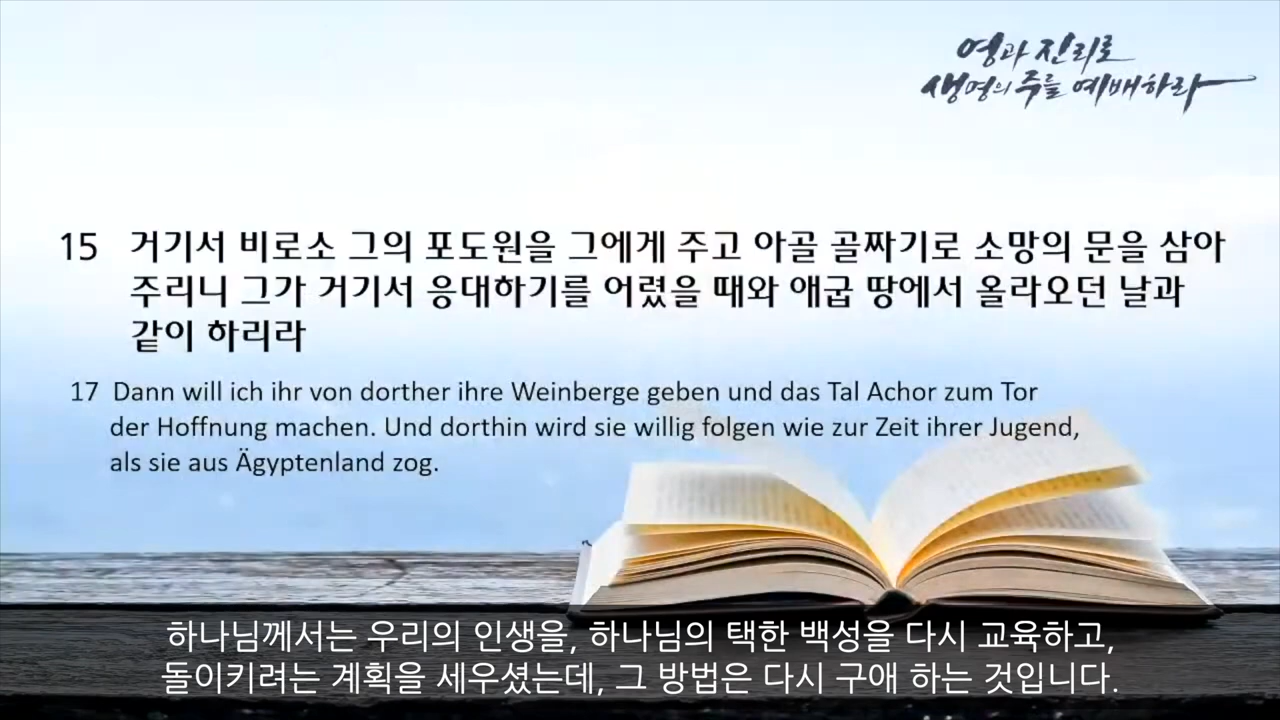 영과 진리로
생명의 주를 예배하라
15 거기서 비로소 그의 포도원을 그에게 주고 아골 골짜기로 소망의 문을 삼아
주리니 그가 거기서 응대하기를 어렸을 때와 애굽 땅에서 올라오던 날과
같이 하리라
17 Dann will ich ihr von dorther ihre Weinberge geben und das Tal Achor zum Tor
der Hoffnung machen. Und dorthin wird sie willig folgen wie zur Zeit ihrer Jugend,
als sie aus Ägyptenland zog.
하나님께서는 우리의 인생을, 하나님의 택한 백성을 다시 교육하고,
돌이키려는 계획을 세우셨는데, 그 방법은 다시 구애 하는 것입니다.